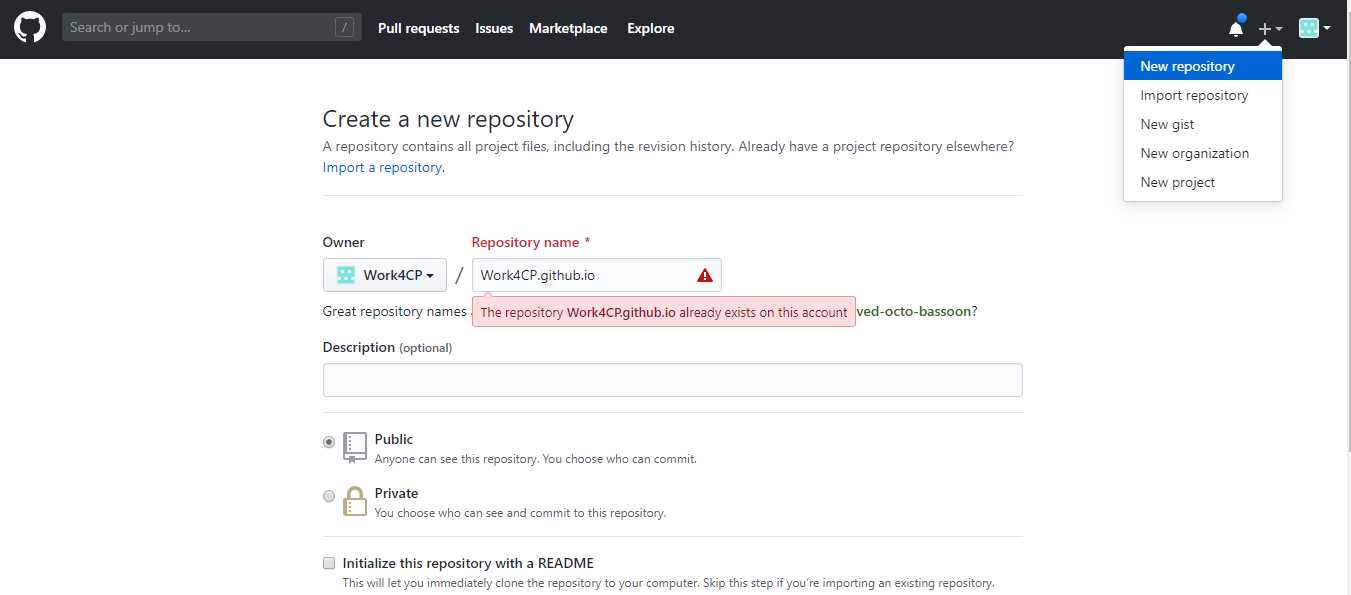 Search or jump to... / Pull requests Issues Marketplace Explore
New repository
Import repository
New gist
New organization
New project
Create a new repository
A repository contains all project files, including the revision history. Already have a project repository elsewhere?
Import a repository.
Owner Repository name *
Work4CP / Work4CP.github.io
Great repository names ved-octo-bassoon?
The repository Work4CP.github.io already exists on this account
Description (optional)
Public
Anyone can see this repository. You choose who can commit.
Private
You choose who can see and commit to this repository.
Initialize this repository with a README
This will let you immediately clone the repository to your computer. Skip this step if you’re importing an existing repository.